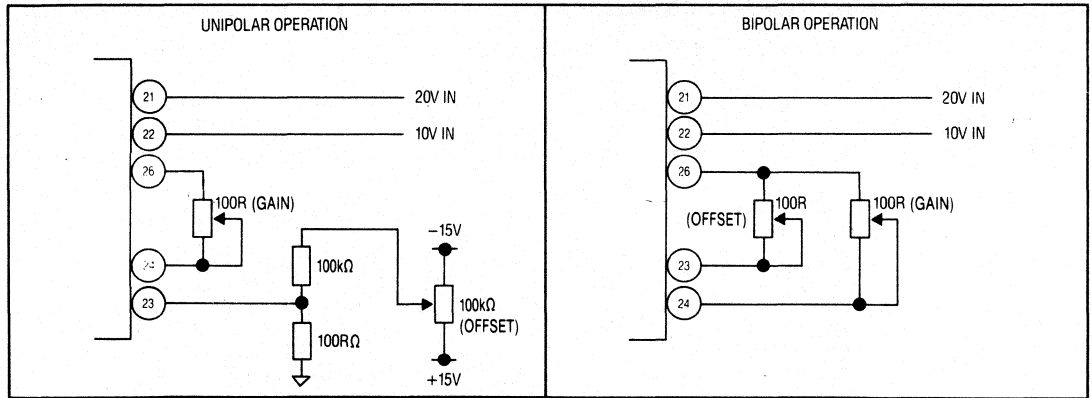 UNIPOLAR OPERATION
21
20V IN
22
10V IN
26
100R (GAIN)
24
23
100kΩ
100RΩ
−15V
100kΩ
(OFFSET)
+15V
BIPOLAR OPERATION
21
20V IN
22
10V IN
26
100R
(OFFSET)
100R (GAIN)
23
24